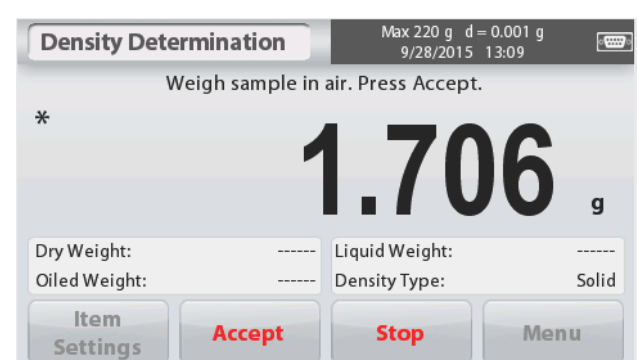 Density Determination
Max 220 g d = 0.001 g
9/28/2015 13:09
Weigh sample in air. Press Accept.
*
1.706 g
Dry Weight: ------
Liquid Weight: ------
Oiled Weight: ------
Density Type: Solid
Item
Settings
Accept
Stop
Menu